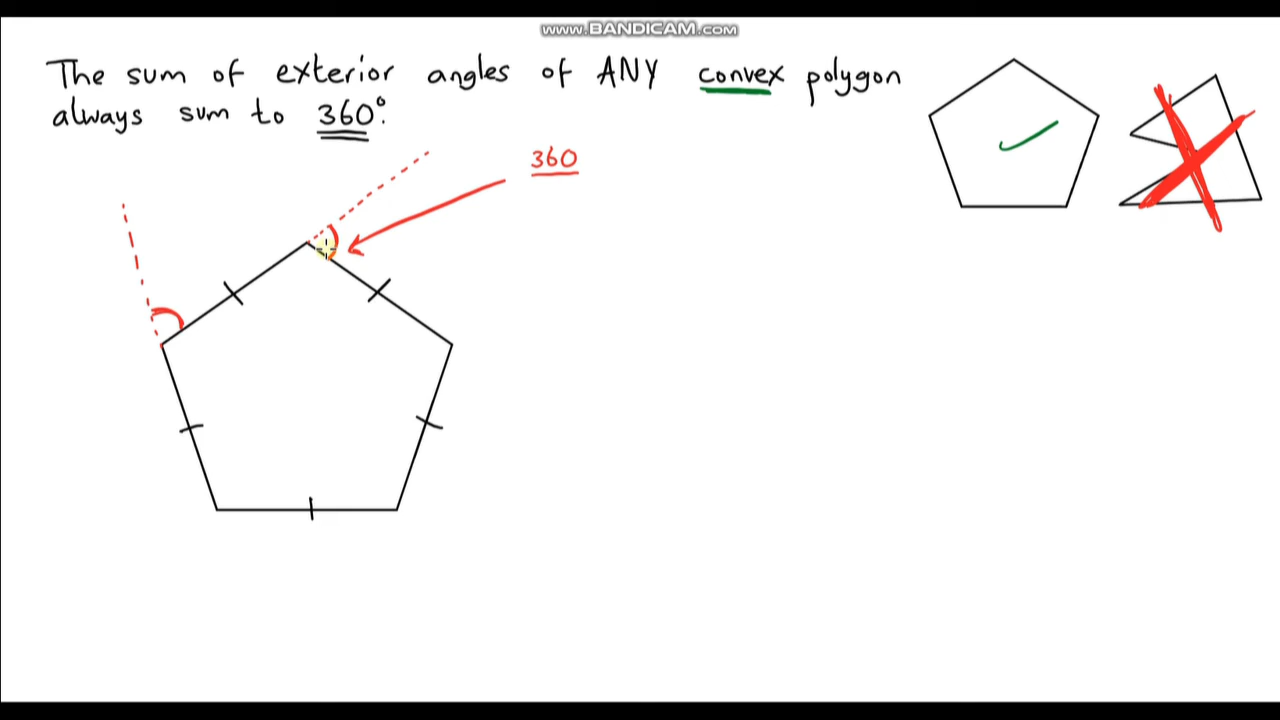 www.BANDICAM.com
The sum of exterior angles of ANY convex polygon
always sum to 360°.
360